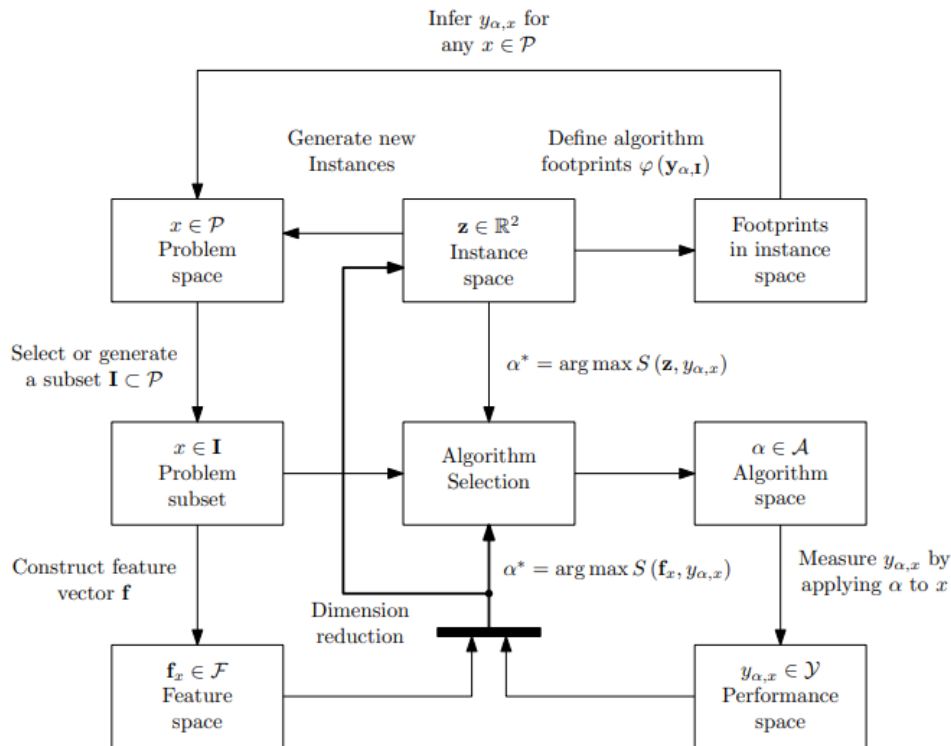 Infer y_{α,x} for
any x ∈ 𝒫
Generate new
Instances
Define algorithm
footprints φ (𝐲_{α,𝐈})
x ∈ 𝒫
Problem
space
𝐳 ∈ ℝ²
Instance
space
Footprints
in instance
space
Select or generate
a subset 𝐈 ⊂ 𝒫
α* = arg max S (𝐳, y_{α,x})
x ∈ 𝐈
Problem
subset
Algorithm
Selection
α ∈ 𝒜
Algorithm
space
Construct feature
vector 𝐟
α* = arg max S (𝐟ₓ, y_{α,x})
Measure y_{α,x} by
applying α to x
Dimension
reduction
𝐟ₓ ∈ ℱ
Feature
space
y_{α,x} ∈ 𝒴
Performance
space